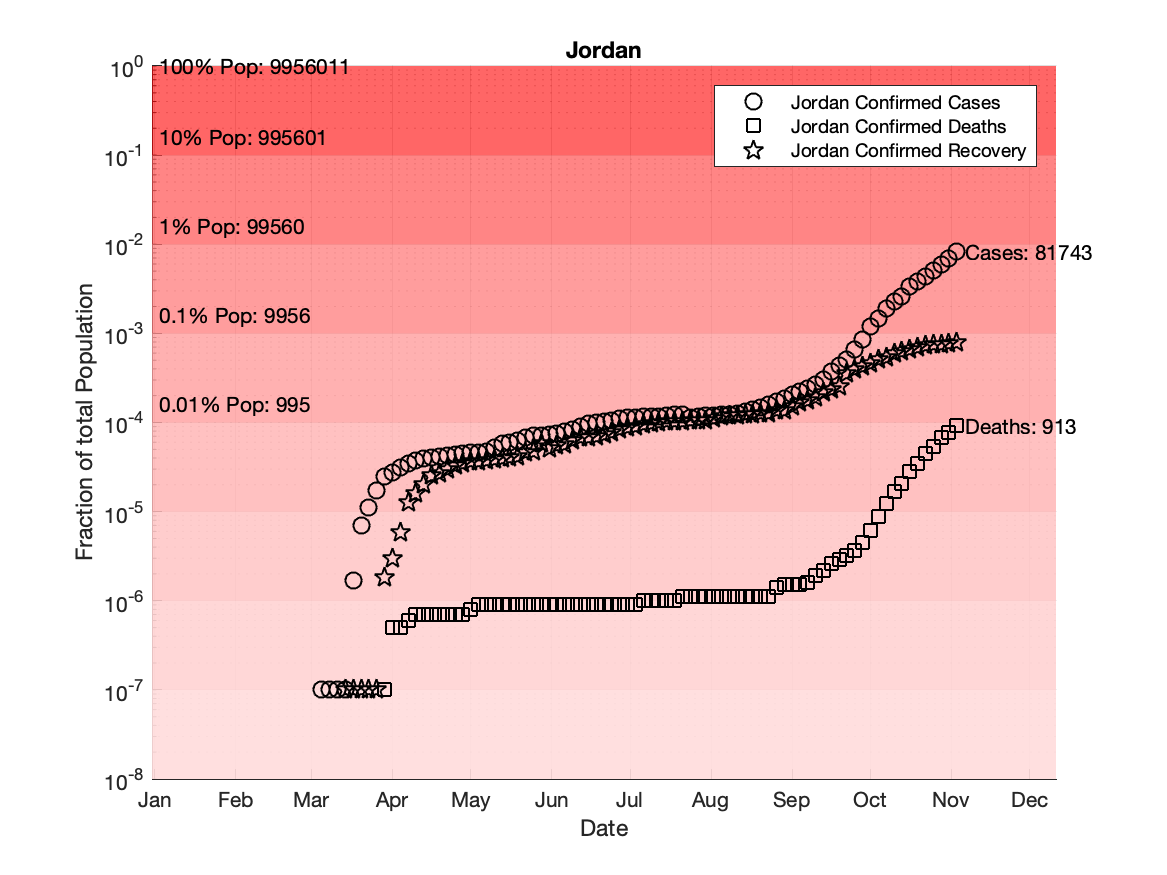 Jordan
10^0
100% Pop: 9956011
Jordan Confirmed Cases
Jordan Confirmed Deaths
Jordan Confirmed Recovery
10% Pop: 995601
10^-1
1% Pop: 99560
10^-2
Cases: 81743
0.1% Pop: 9956
10^-3
0.01% Pop: 995
10^-4
Deaths: 913
10^-5
10^-6
10^-7
10^-8
Fraction of total Population
Jan Feb Mar Apr May Jun Jul Aug Sep Oct Nov Dec
Date